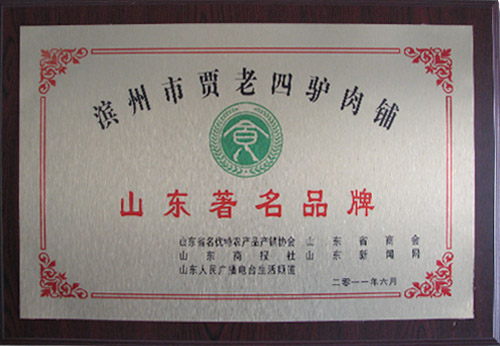 滨州市贾老四驴肉铺
山东著名品牌
山东省名优特农产品产销协会 山东省商会
山东商报社 山东新闻网
山东人民广播电台生活频道
二零一一年六月